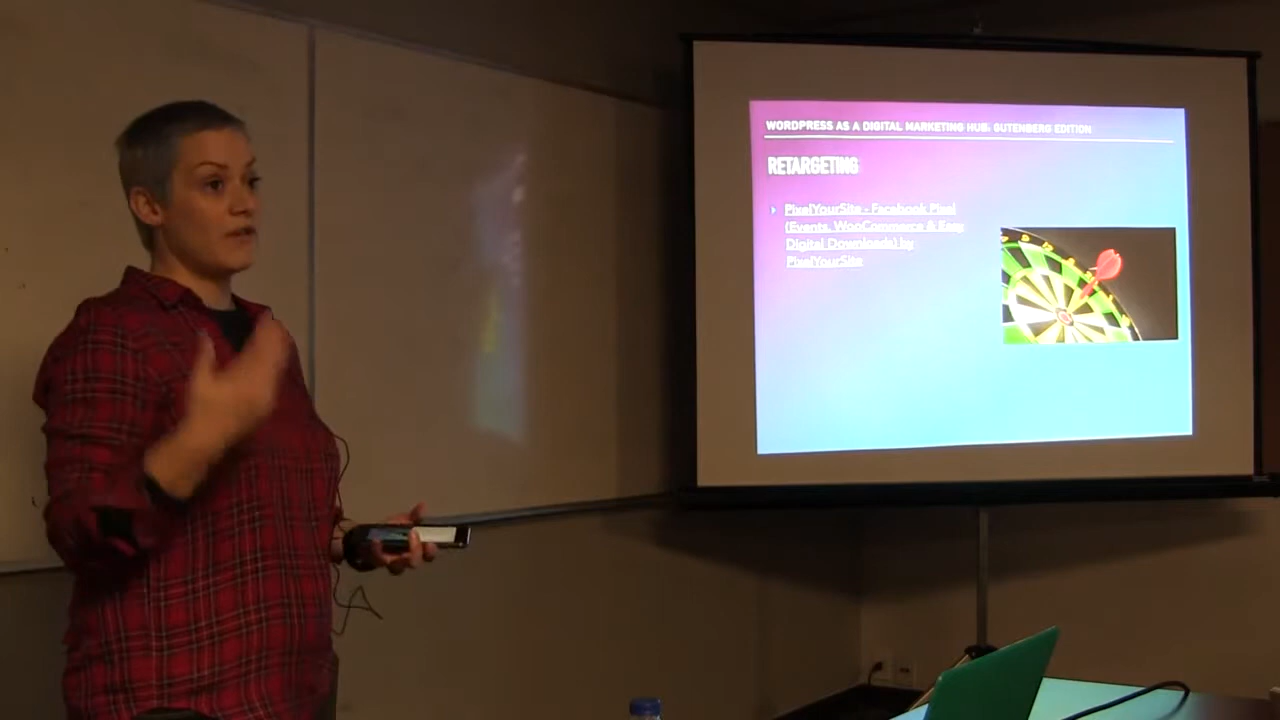 WORDPRESS AS A DIGITAL MARKETING HUB: GUTENBERG EDITION
RETARGETING
PixelYourSite - Facebook Pixel
(Events, WooCommerce & Easy
Digital Downloads) by
PixelYourSite